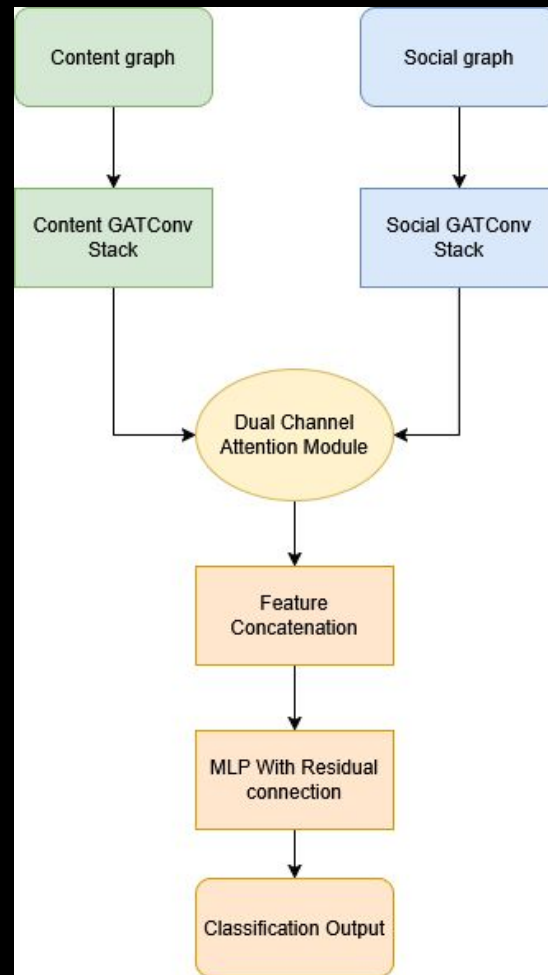 Content graph
Social graph
Content GATConv
Stack
Social GATConv
Stack
Dual Channel
Attention Module
Feature
Concatenation
MLP With Residual
connection
Classification Output